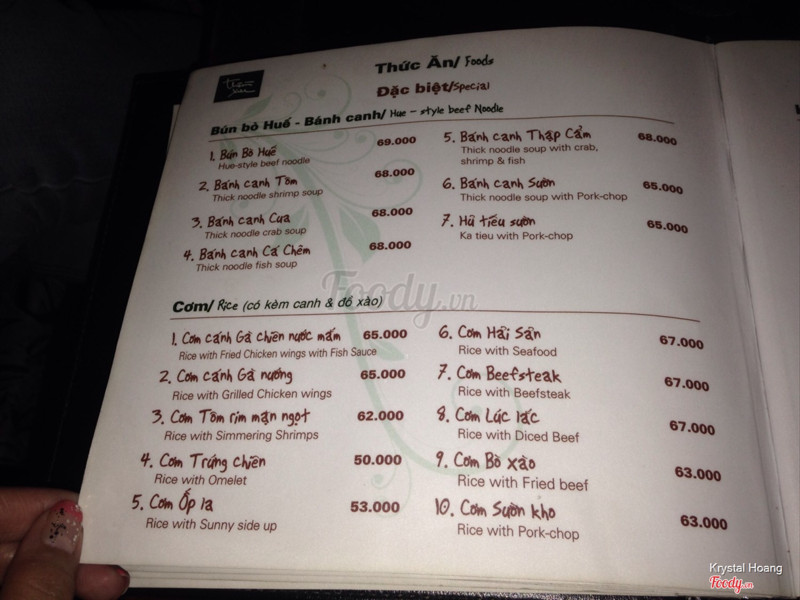 Thức Ăn/ Foods
Đặc biệt/Special
Bún bò Huế - Bánh canh/ Hue - style beef Noodle
1. Bún Bò Huế 69.000
Hue-style beef noodle
2. Bánh canh Tôm 68.000
Thick noodle shrimp soup
3. Bánh canh Cua 68.000
Thick noodle crab soup
4. Bánh canh Cá Chẽm 68.000
Thick noodle fish soup
5. Bánh canh Thập Cẩm 68.000
Thick noodle soup with crab,
shrimp & fish
6. Bánh canh Sườn 65.000
Thick noodle soup with Pork-chop
7. Hủ tiếu sườn 65.000
Ka tieu with Pork-chop
Foody.vn
Cơm/ Rice (có kèm canh & đồ xào)
1. Cơm cánh Gà chiên nước mắm 65.000
Rice with Fried Chicken wings with Fish Sauce
2. Cơm cánh Gà nướng 65.000
Rice with Grilled Chicken wings
3. Cơm Tôm rim mặn ngọt 62.000
Rice with Simmering Shrimps
4. Cơm Trứng chiên 50.000
Rice with Omelet
5. Cơm Ốp la 53.000
Rice with Sunny side up
6. Cơm Hải Sản 67.000
Rice with Seafood
7. Cơm Beefsteak 67.000
Rice with Beefsteak
8. Cơm Lúc lắc 67.000
Rice with Diced Beef
9. Cơm Bò xào 63.000
Rice with Fried beef
10. Cơm Sườn kho 63.000
Rice with Pork-chop
Krystal Hoang
Foody.vn